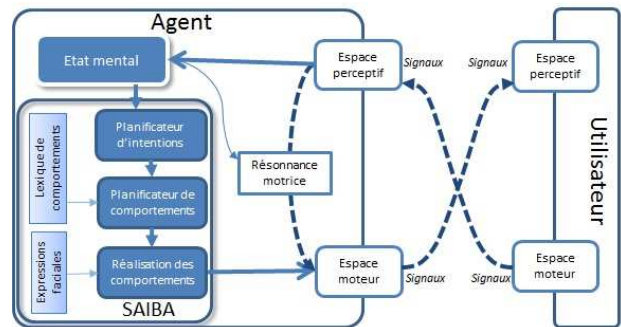 Agent
Etat mental
Espace
perceptif
Signaux
Signaux
Espace
perceptif
Planificateur
d'intentions
Lexique de
comportements
Planificateur de
comportements
Résonnance
motrice
Utilisateur
Expressions
faciales
Réalisation des
comportements
SAIBA
Espace
moteur
Signaux
Signaux
Espace
moteur